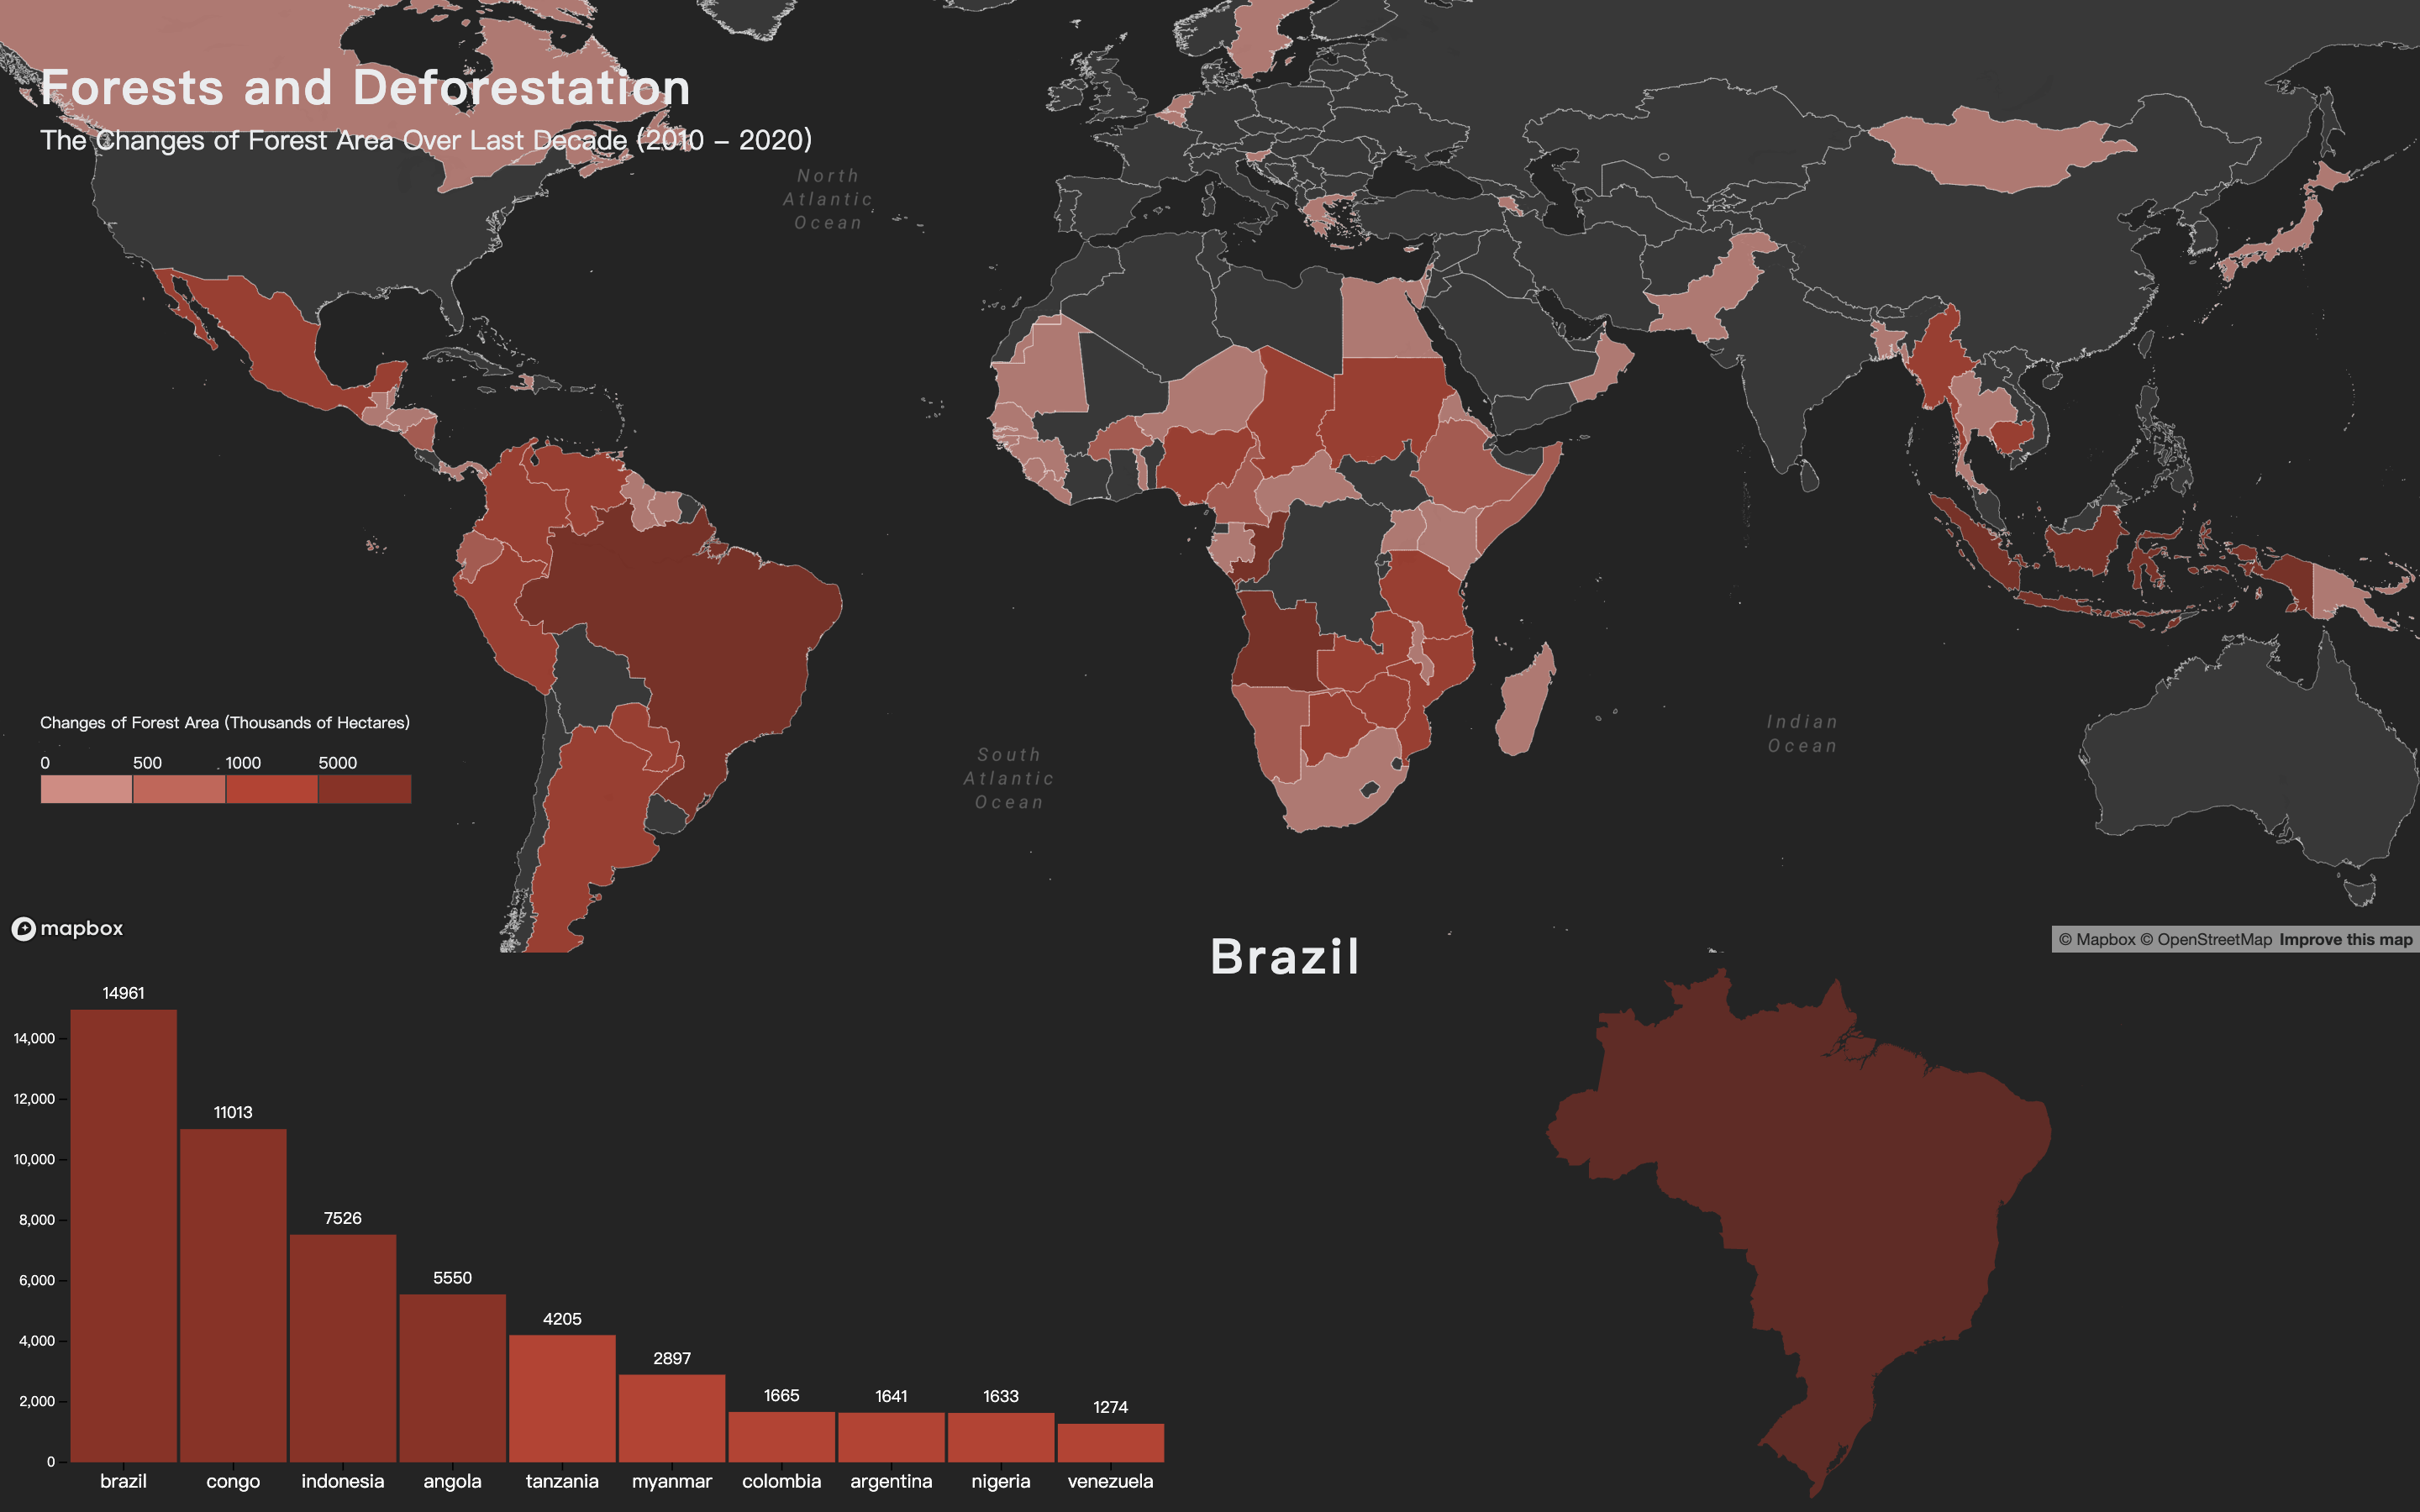 Forests and Deforestation
The Changes of Forest Area Over Last Decade (2010 – 2020)
North
Atlantic
Ocean
South
Atlantic
Ocean
Indian
Ocean
Changes of Forest Area (Thousands of Hectares)
0 500 1000 5000
mapbox
© Mapbox © OpenStreetMap Improve this map
Brazil
14961
11013
7526
5550
4205
2897
1665
1641
1633
1274
14,000
12,000
10,000
8,000
6,000
4,000
2,000
0
brazil congo indonesia angola tanzania myanmar colombia argentina nigeria venezuela